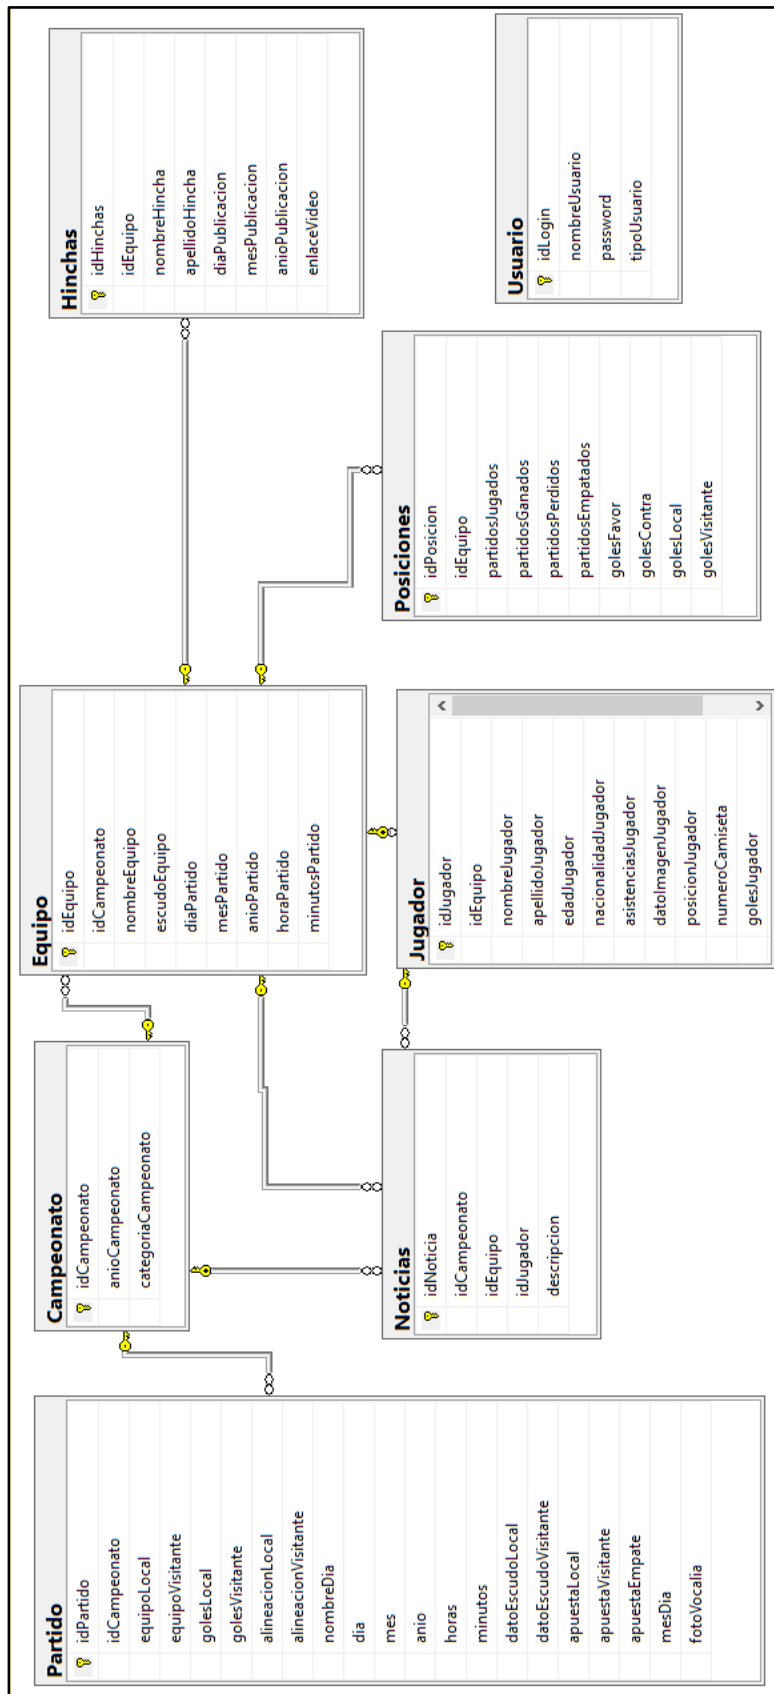 Partido
idPartido
idCampeonato
equipoLocal
equipoVisitante
golesLocal
golesVisitante
alineacionLocal
alineacionVisitante
nombreDia
dia
mes
anio
horas
minutos
datoEscudoLocal
datoEscudoVisitante
apuestaLocal
apuestaVisitante
apuestaEmpate
mesDia
fotoVocalia
Campeonato
idCampeonato
anioCampeonato
categoriaCampeonato
Noticias
idNoticia
idCampeonato
idEquipo
idJugador
descripcion
Equipo
idEquipo
idCampeonato
nombreEquipo
escudoEquipo
diaPartido
mesPartido
anioPartido
horaPartido
minutosPartido
Jugador
idJugador
idEquipo
nombreJugador
apellidoJugador
edadJugador
nacionalidadJugador
asistenciasJugador
datoImagenJugador
posicionJugador
numeroCamiseta
golesJugador
Hinchas
idHinchas
idEquipo
nombreHincha
apellidoHincha
diaPublicacion
mesPublicacion
anioPublicacion
enlaceVideo
Posiciones
idPosicion
idEquipo
partidosJugados
partidosGanados
partidosPerdidos
partidosEmpatados
golesFavor
golesContra
golesLocal
golesVisitante
Usuario
idLogin
nombreUsuario
password
tipoUsuario